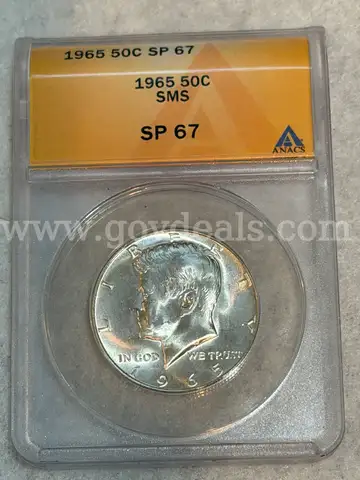 1965 50C SP 67
1965 50C
SMS
SP 67
ANACS
www.govdeals.com
LIBERTY
IN GOD WE TRUST
1965